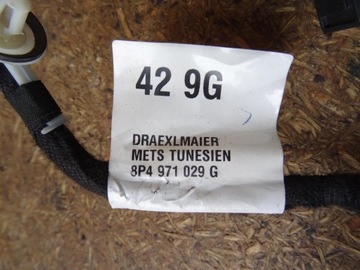 42 9G
DRAEXLMAIER
METS TUNESIEN
8P4 971 029 G